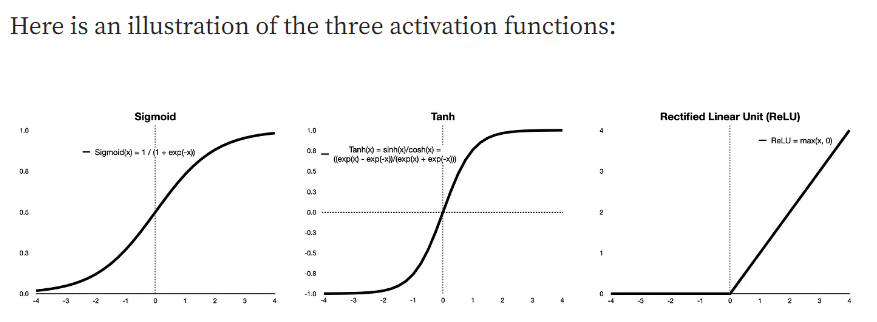 Here is an illustration of the three activation functions:
Sigmoid
1.0
Sigmoid(x) = 1 / (1 + exp(-x))
0.8
0.5
0.3
0.0
-4 -3 -2 -1 0 1 2 3 4
Tanh
1.0
0.8
Tanh(x) = sinh(x)/cosh(x) =
((exp(x) - exp(-x))/(exp(x) + exp(-x)))
0.5
0.3
0.0
-0.3
-0.5
-0.8
-1.0
-4 -3 -2 -1 0 1 2 3 4
Rectified Linear Unit (ReLU)
4
ReLU = max(x, 0)
3
2
1
0
-4 -3 -2 -1 0 1 2 3 4